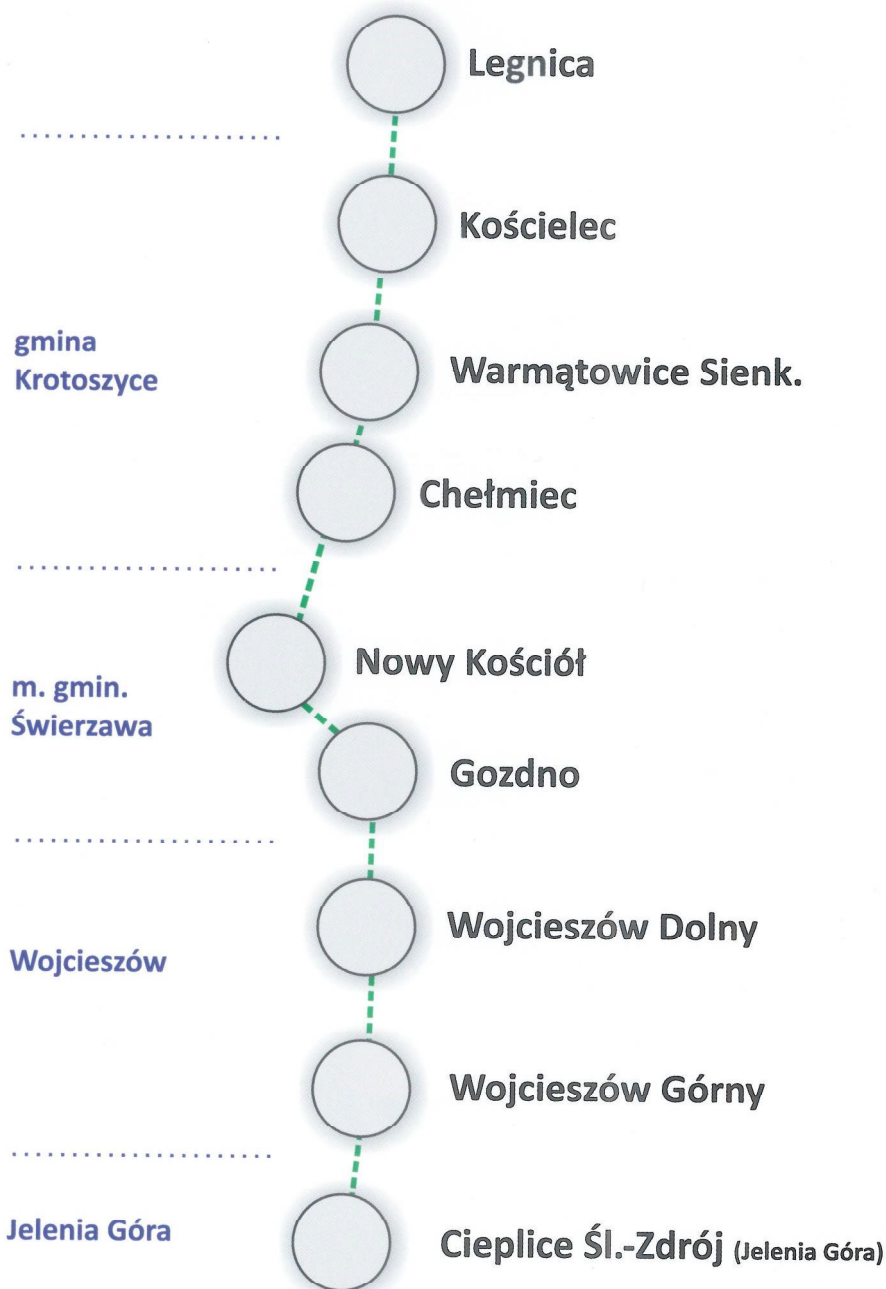 Legnica
Kościelec
gmina
Krotoszyce
Warmątowice Sienk.
Chełmiec
Nowy Kościół
m. gmin.
Świerzawa
Gozdno
Wojcieszów Dolny
Wojcieszów
Wojcieszów Górny
Jelenia Góra
Cieplice Śl.-Zdrój (Jelenia Góra)